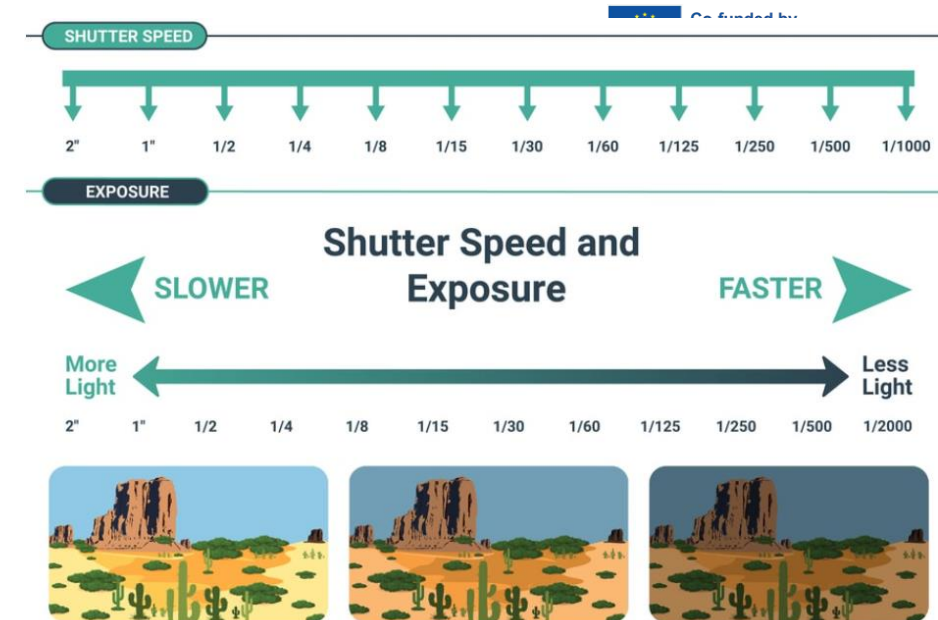 Co-funded by
SHUTTER SPEED
2" 1" 1/2 1/4 1/8 1/15 1/30 1/60 1/125 1/250 1/500 1/1000
EXPOSURE
Shutter Speed and
Exposure
SLOWER
FASTER
More
Light
Less
Light
2" 1" 1/2 1/4 1/8 1/15 1/30 1/60 1/125 1/250 1/500 1/2000